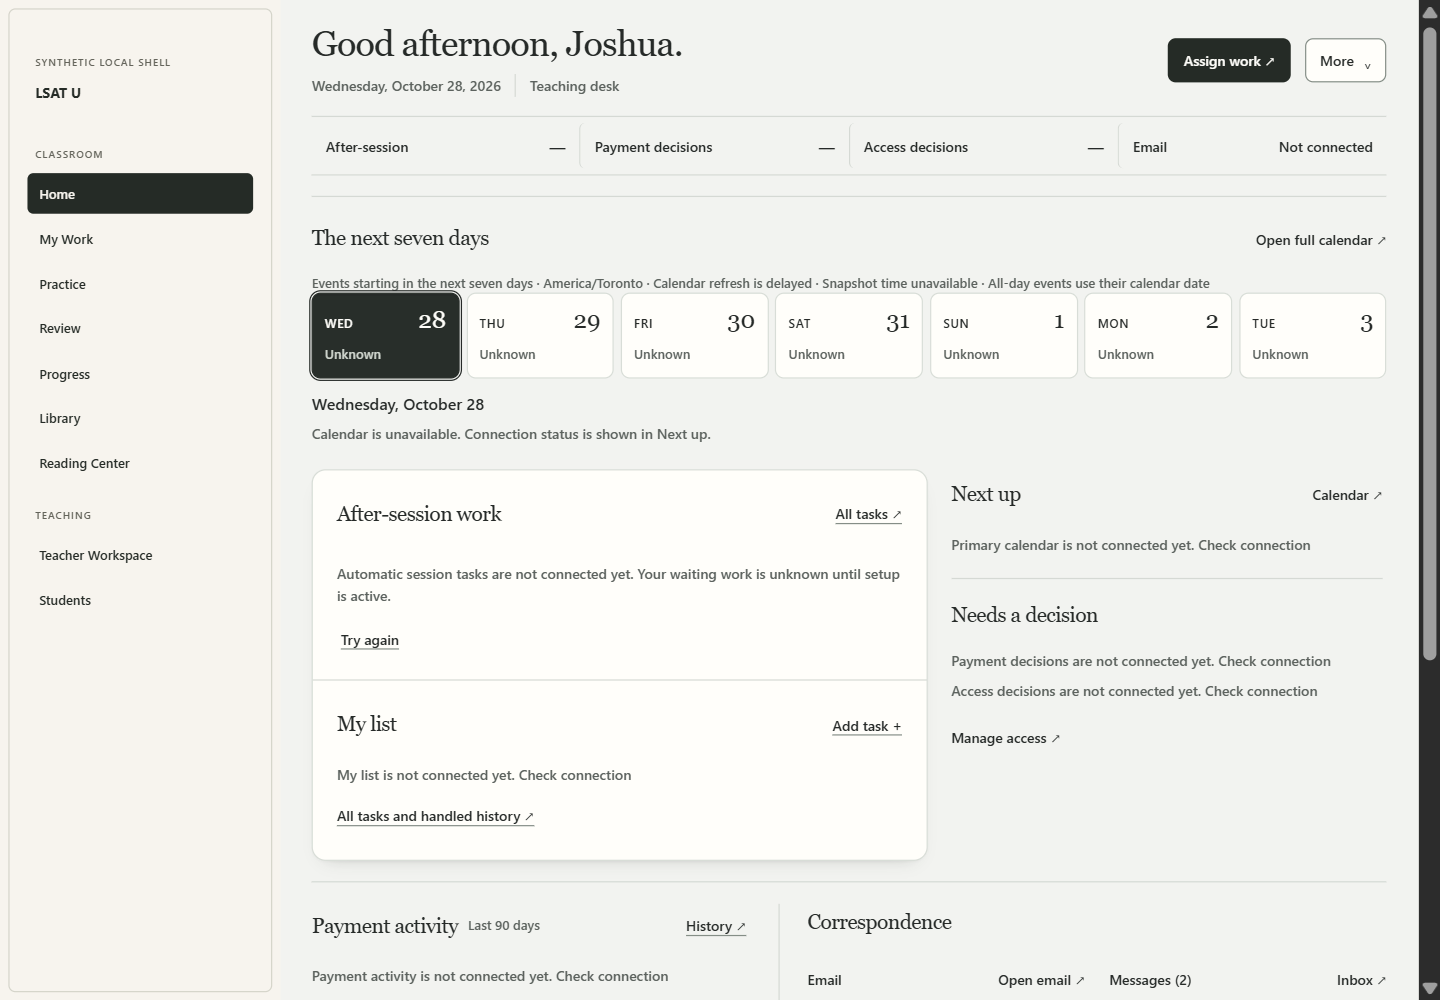 SYNTHETIC LOCAL SHELL
LSAT U
CLASSROOM
Home
My Work
Practice
Review
Progress
Library
Reading Center
TEACHING
Teacher Workspace
Students
Good afternoon, Joshua.
Wednesday, October 28, 2026 Teaching desk
Assign work ↗
More v
After-session —
Payment decisions —
Access decisions —
Email Not connected
The next seven days
Open full calendar ↗
Events starting in the next seven days · America/Toronto · Calendar refresh is delayed · Snapshot time unavailable · All-day events use their calendar date
WED 28
Unknown
THU 29
Unknown
FRI 30
Unknown
SAT 31
Unknown
SUN 1
Unknown
MON 2
Unknown
TUE 3
Unknown
Wednesday, October 28
Calendar is unavailable. Connection status is shown in Next up.
After-session work
All tasks ↗
Automatic session tasks are not connected yet. Your waiting work is unknown until setup
is active.
Try again
My list
Add task +
My list is not connected yet. Check connection
All tasks and handled history ↗
Next up
Calendar ↗
Primary calendar is not connected yet. Check connection
Needs a decision
Payment decisions are not connected yet. Check connection
Access decisions are not connected yet. Check connection
Manage access ↗
Payment activity Last 90 days
History ↗
Payment activity is not connected yet. Check connection
Correspondence
Email
Open email ↗
Messages (2)
Inbox ↗